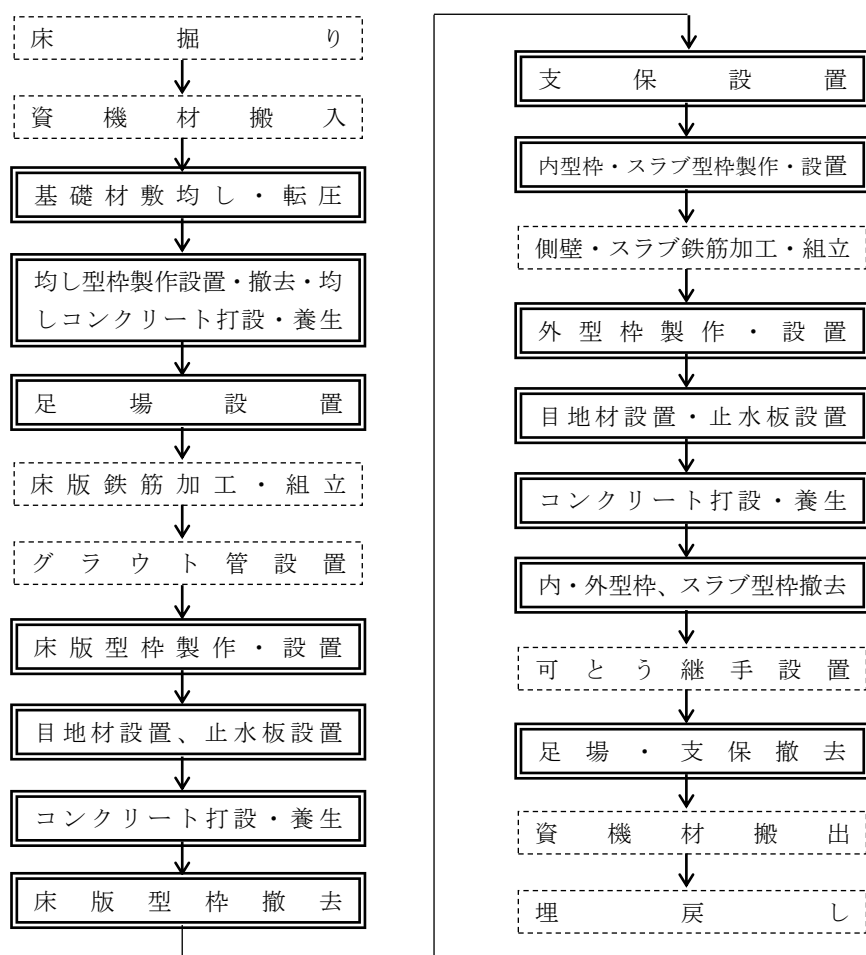 床掘り
資機材搬入
基礎材敷均し・転圧
均し型枠製作設置・撤去・均
しコンクリート打設・養生
足場設置
床版鉄筋加工・組立
グラウト管設置
床版型枠製作・設置
目地材設置、止水板設置
コンクリート打設・養生
床版型枠撤去
支保設置
内型枠・スラブ型枠製作・設置
側壁・スラブ鉄筋加工・組立
外型枠製作・設置
目地材設置・止水板設置
コンクリート打設・養生
内・外型枠、スラブ型枠撤去
可とう継手設置
足場・支保撤去
資機材搬出
埋戻し